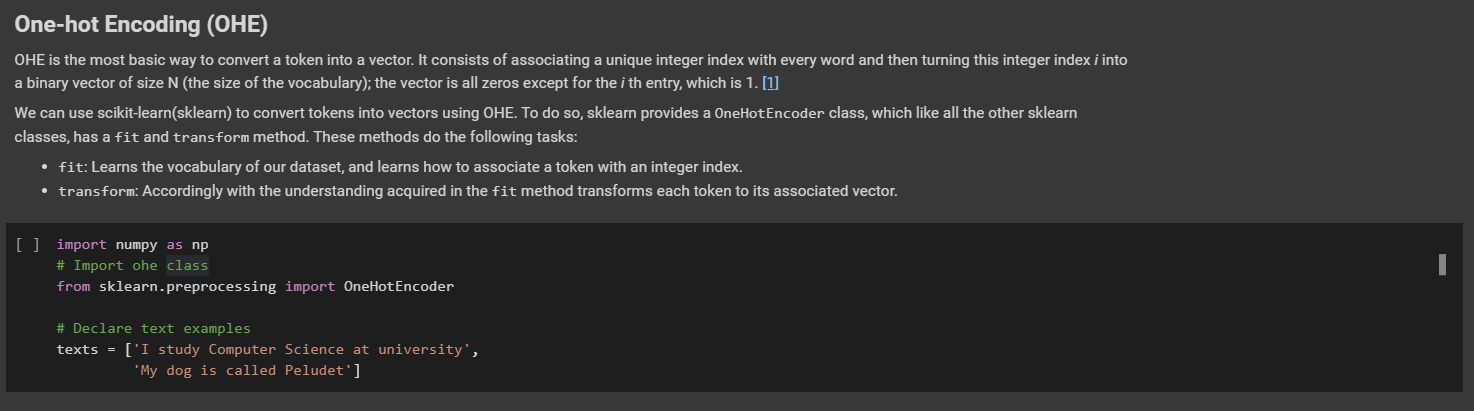 One-hot Encoding (OHE)
OHE is the most basic way to convert a token into a vector. It consists of associating a unique integer index with every word and then turning this integer index i into
a binary vector of size N (the size of the vocabulary); the vector is all zeros except for the i th entry, which is 1. [1]
We can use scikit-learn(sklearn) to convert tokens into vectors using OHE. To do so, sklearn provides a OneHotEncoder class, which like all the other sklearn
classes, has a fit and transform method. These methods do the following tasks:
• fit: Learns the vocabulary of our dataset, and learns how to associate a token with an integer index.
• transform: Accordingly with the understanding acquired in the fit method transforms each token to its associated vector.
[ ] import numpy as np
# Import ohe class
from sklearn.preprocessing import OneHotEncoder
# Declare text examples
texts = ['I study Computer Science at university',
'My dog is called Peludet']